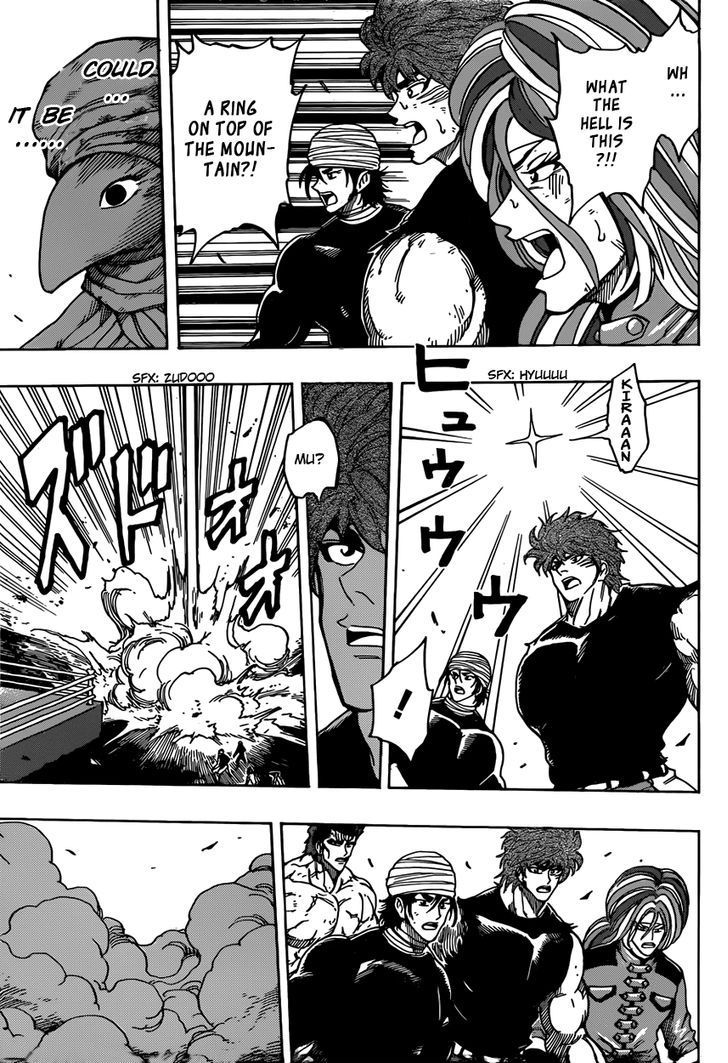 WH
...
WHAT
THE
HELL IS
THIS
?!!
A RING
ON TOP OF
THE MOUN-
TAIN?!
COULD
...
IT BE
......
SFX: HYUUUU
KIRAAAN
ヒュウウウ
!
MU?
SFX: ZUDOOO
ズドォォォ